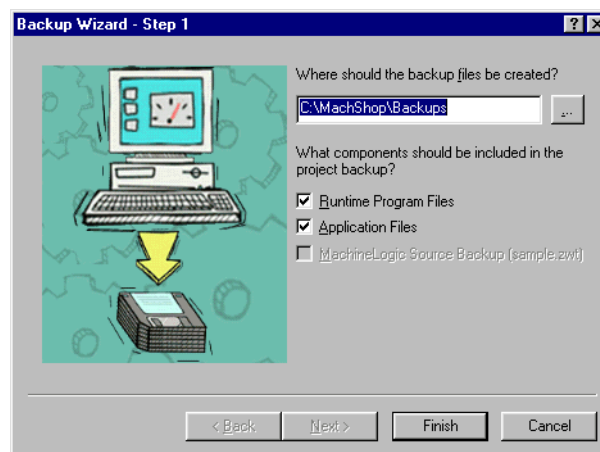 Backup Wizard - Step 1
Where should the backup files be created?
C:\MachShop\Backups
...
What components should be included in the
project backup?
Runtime Program Files
Application Files
MachineLogic Source Backup (sample.zwt)
< Back
Next >
Finish
Cancel